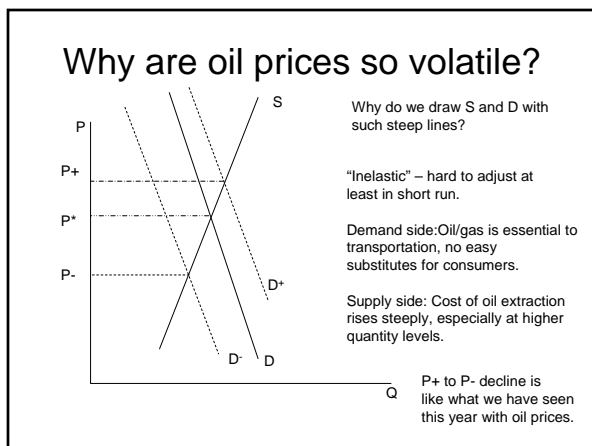 Why are oil prices so volatile?
S
Why do we draw S and D with
such steep lines?
P
P+
P*
P-
“Inelastic” – hard to adjust at
least in short run.
Demand side:Oil/gas is essential to
transportation, no easy
substitutes for consumers.
D+
Supply side: Cost of oil extraction
rises steeply, especially at higher
quantity levels.
D-
D
Q
P+ to P- decline is
like what we have seen
this year with oil prices.